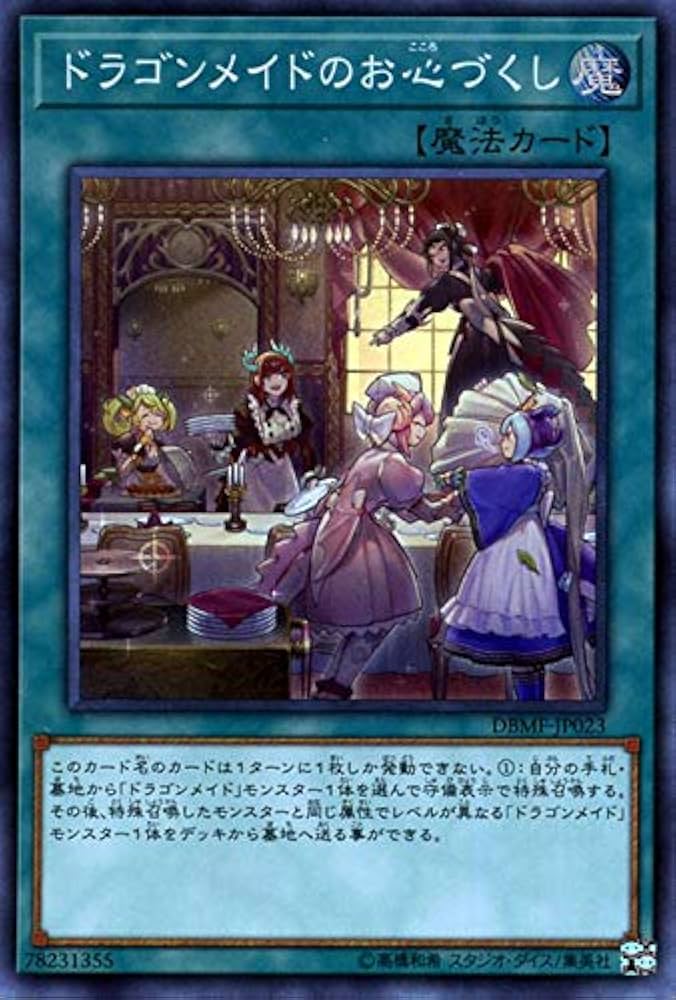 ドラゴンメイドのお心づくし 魔
【魔法カード】
DBMF-JP023
このカード名のカードは1ターンに1枚しか発動できない。①:自分の手札・
墓地から「ドラゴンメイド」モンスター1体を選んで守備表示で特殊召喚する。
その後、特殊召喚したモンスターと同じ属性でレベルが異なる「ドラゴンメイド」
モンスター1体をデッキから墓地へ送る事ができる。
78231355 ©高橋和希 スタジオ・ダイス/集英社